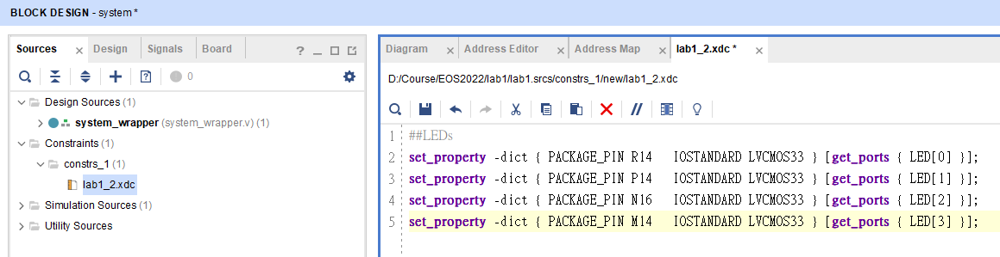 BLOCK DESIGN - system *
Sources × Design Signals Board ? _ □
0
Design Sources (1)
system_wrapper (system_wrapper.v) (1)
Constraints (1)
constrs_1 (1)
lab1_2.xdc
Simulation Sources (1)
Utility Sources
Diagram × Address Editor × Address Map × lab1_2.xdc * ×
D:/Course/EOS2022/lab1/lab1.srcs/constrs_1/new/lab1_2.xdc
1 ##LEDs
2 set_property -dict { PACKAGE_PIN R14 IOSTANDARD LVCMOS33 } [get_ports { LED[0] }];
3 set_property -dict { PACKAGE_PIN P14 IOSTANDARD LVCMOS33 } [get_ports { LED[1] }];
4 set_property -dict { PACKAGE_PIN N16 IOSTANDARD LVCMOS33 } [get_ports { LED[2] }];
5 set_property -dict { PACKAGE_PIN M14 IOSTANDARD LVCMOS33 } [get_ports { LED[3] }];